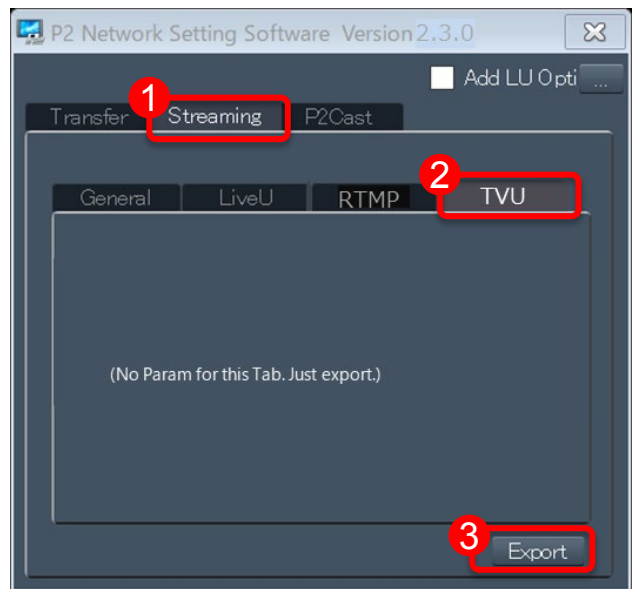 P2 Network Setting Software Version 2.3.0
Add LU Opti ...
1
Transfer Streaming P2Cast
2
General LiveU RTMP TVU
(No Param for this Tab. Just export.)
3
Export